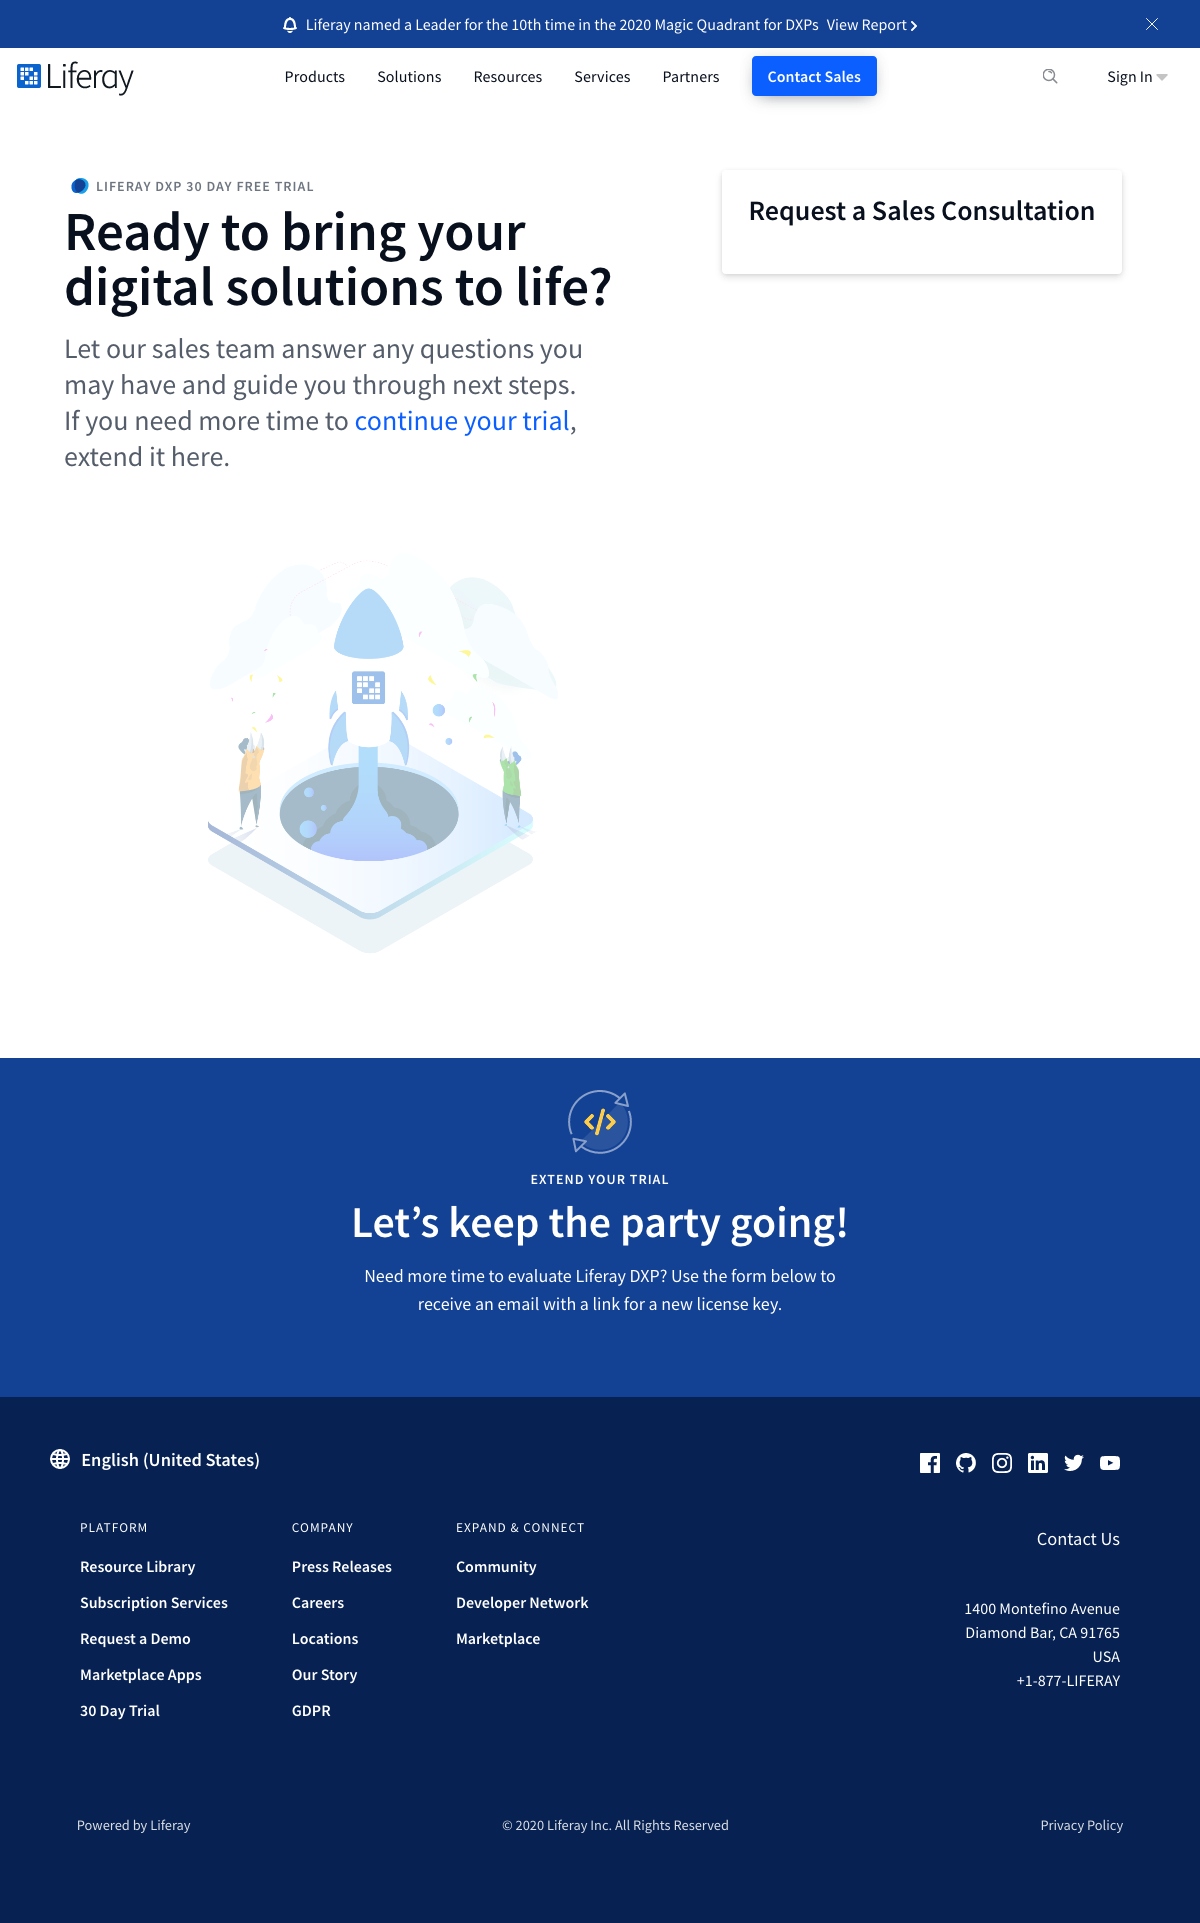 Liferay named a Leader for the 10th time in the 2020 Magic Quadrant for DXPs View Report
Liferay
Products Solutions Resources Services Partners Contact Sales Sign In
LIFERAY DXP 30 DAY FREE TRIAL
Ready to bring your
digital solutions to life?
Let our sales team answer any questions you
may have and guide you through next steps.
If you need more time to continue your trial,
extend it here.
Request a Sales Consultation
</>
EXTEND YOUR TRIAL
Let’s keep the party going!
Need more time to evaluate Liferay DXP? Use the form below to
receive an email with a link for a new license key.
English (United States)
PLATFORM
Resource Library
Subscription Services
Request a Demo
Marketplace Apps
30 Day Trial
COMPANY
Press Releases
Careers
Locations
Our Story
GDPR
EXPAND & CONNECT
Community
Developer Network
Marketplace
Contact Us
1400 Montefino Avenue
Diamond Bar, CA 91765
USA
+1-877-LIFERAY
Powered by Liferay
© 2020 Liferay Inc. All Rights Reserved
Privacy Policy